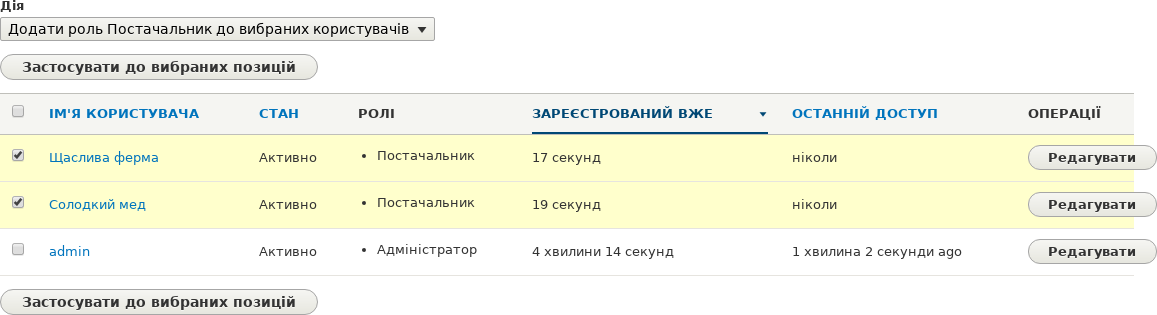 Дія
Додати роль Постачальник до вибраних користувачів
Застосувати до вибраних позицій
ІМ'Я КОРИСТУВАЧА СТАН РОЛІ ЗАРЕЄСТРОВАНИЙ ВЖЕ ОСТАННІЙ ДОСТУП ОПЕРАЦІЇ
Щаслива ферма Активно • Постачальник 17 секунд ніколи Редагувати
Солодкий мед Активно • Постачальник 19 секунд ніколи Редагувати
admin Активно • Адміністратор 4 хвилини 14 секунд 1 хвилина 2 секунди ago Редагувати
Застосувати до вибраних позицій